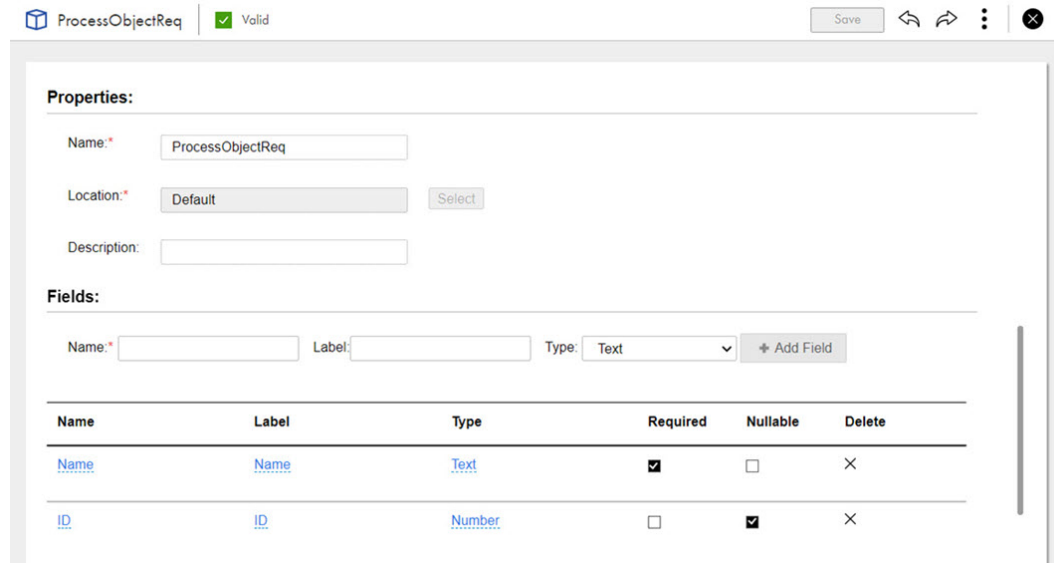 ProcessObjectReq Valid Save
Properties:
Name:* ProcessObjectReq
Location:* Default Select
Description:
Fields:
Name:* Label: Type: Text + Add Field
Name Label Type Required Nullable Delete
Name Name Text
ID ID Number